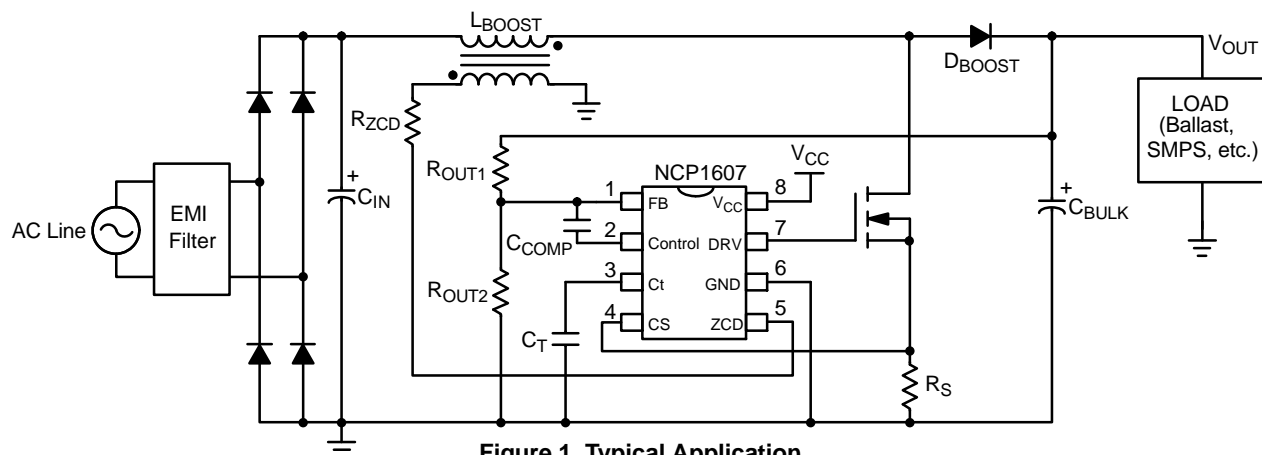 LBOOST
DBOOST
VOUT
LOAD
(Ballast,
SMPS, etc.)
RZCD
ROUT1
VCC
NCP1607
AC Line
EMI
Filter
+
CIN
1
FB
VCC
8
+
CBULK
CCOMP
2
Control
DRV
7
3
Ct
GND
6
ROUT2
4
CS
ZCD
5
CT
RS
Figure 1. Typical Application